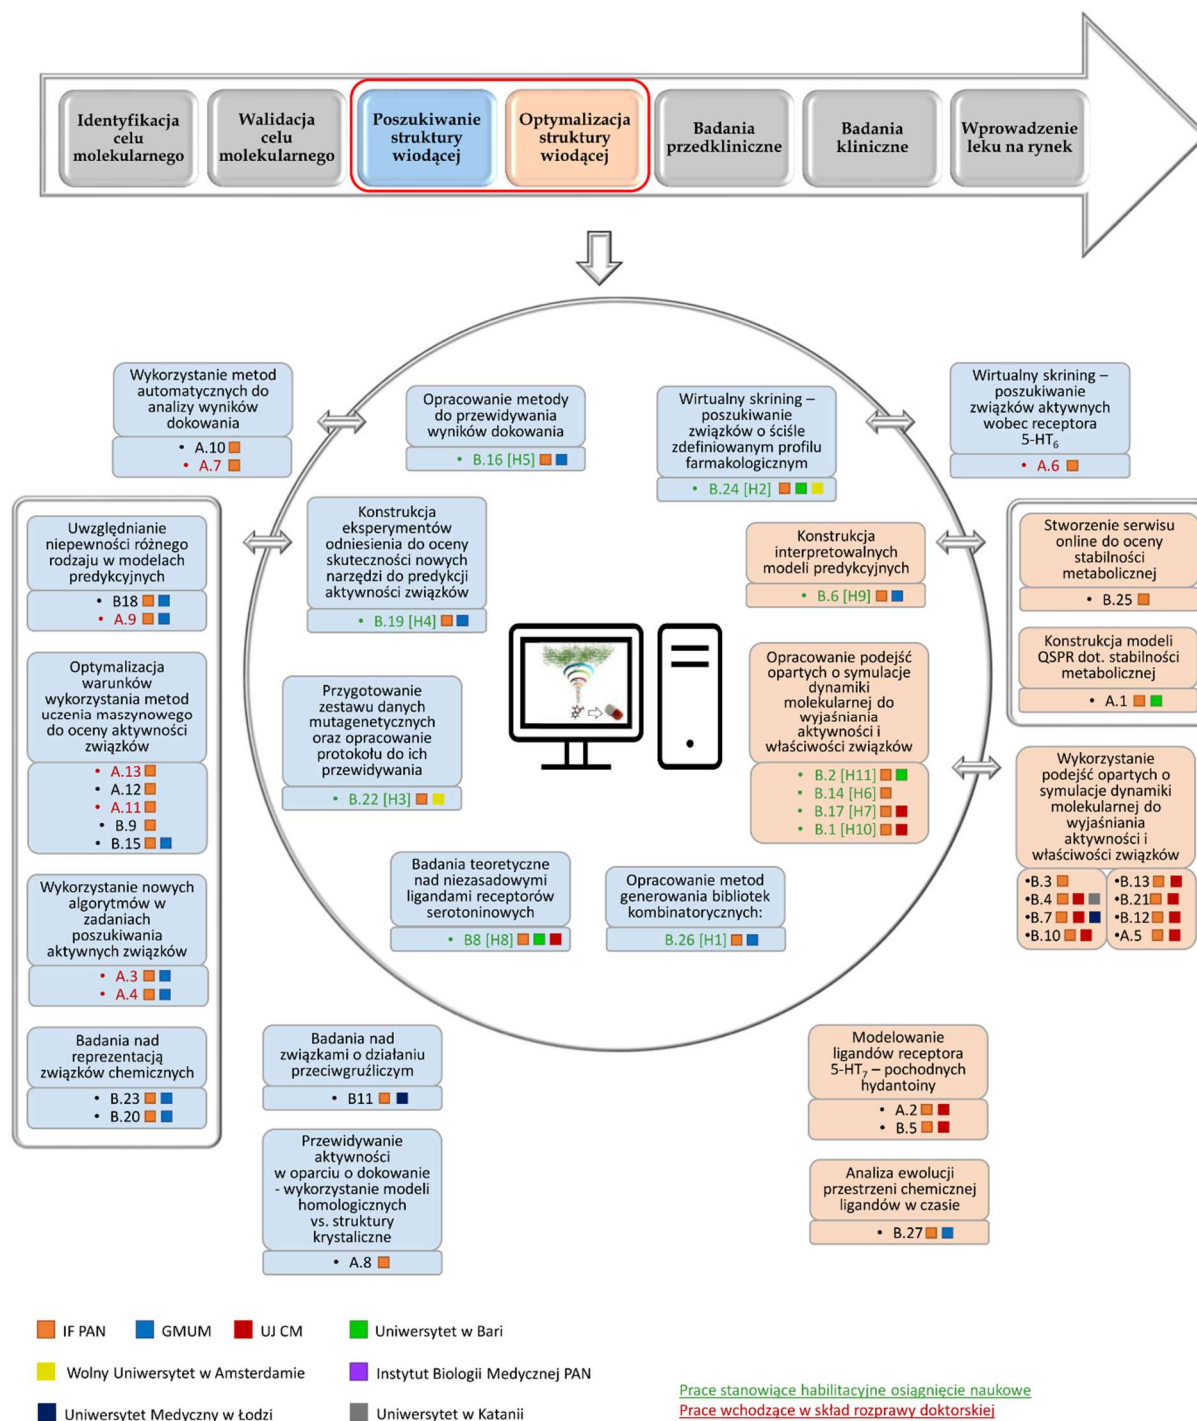 Identyfikacja
celu
molekularnego
Walidacja
celu
molekularnego
Poszukiwanie
struktury
wiodącej
Optymalizacja
struktury
wiodącej
Badania
przedkliniczne
Badania
kliniczne
Wprowadzenie
leku na rynek
Wykorzystanie metod
automatycznych do
analizy wyników
dokowania
• A.10
• A.7
Opracowanie metody
do przewidywania
wyników dokowania
• B.16 [H5]
Wirtualny skrining –
poszukiwanie
związków o ściśle
zdefiniowanym profilu
farmakologicznym
• B.24 [H2]
Wirtualny skrining –
poszukiwanie
związków aktywnych
wobec receptora
5-HT6
• A.6
Uwzględnianie
niepewności różnego
rodzaju w modelach
predykcyjnych
• B18
• A.9
Optymalizacja
warunków
wykorzystania metod
uczenia maszynowego
do oceny aktywności
związków
• A.13
• A.12
• A.11
• B.9
• B.15
Wykorzystanie nowych
algorytmów w
zadaniach
poszukiwania
aktywnych związków
• A.3
• A.4
Badania nad
reprezentacją
związków chemicznych
• B.23
• B.20
Konstrukcja
eksperymentów
odniesienia do oceny
skuteczności nowych
narzędzi do predykcji
aktywności związków
• B.19 [H4]
Przygotowanie
zestawu danych
mutagenetycznych
oraz opracowanie
protokołu do ich
przewidywania
• B.22 [H3]
Badania teoretyczne
nad niezasadowymi
ligandami receptorów
serotoninowych
• B8 [H8]
Opracowanie metod
generowania bibliotek
kombinatorycznych:
B.26 [H1]
Konstrukcja
interpretowalnych
modeli predykcyjnych
• B.6 [H9]
Opracowanie podejść
opartych o symulacje
dynamiki
molekularnej do
wyjaśniania
aktywności i
właściwości związków
• B.2 [H11]
• B.14 [H6]
• B.17 [H7]
• B.1 [H10]
Stworzenie serwisu
online do oceny
stabilności
metabolicznej
• B.25
Konstrukcja modeli
QSPR dot. stabilności
metabolicznej
• A.1
Wykorzystanie
podejść opartych o
symulacje dynamiki
molekularnej do
wyjaśniania
aktywności i
właściwości związków
•B.3
•B.4
•B.7
•B.10
•B.13
•B.21
•B.12
•A.5
Badania nad
związkami o działaniu
przeciwgruźliczym
• B11
Przewidywanie
aktywności
w oparciu o dokowanie
- wykorzystanie modeli
homologicznych
vs. struktury
krystaliczne
• A.8
Modelowanie
ligandów receptora
5-HT7 – pochodnych
hydantoiny
• A.2
• B.5
Analiza ewolucji
przestrzeni chemicznej
ligandów w czasie
• B.27
IF PAN
GMUM
UJ CM
Uniwersytet w Bari
Wolny Uniwersytet w Amsterdamie
Instytut Biologii Medycznej PAN
Uniwersytet Medyczny w Łodzi
Uniwersytet w Katanii
Prace stanowiące habilitacyjne osiągnięcie naukowe
Prace wchodzące w skład rozprawy doktorskiej